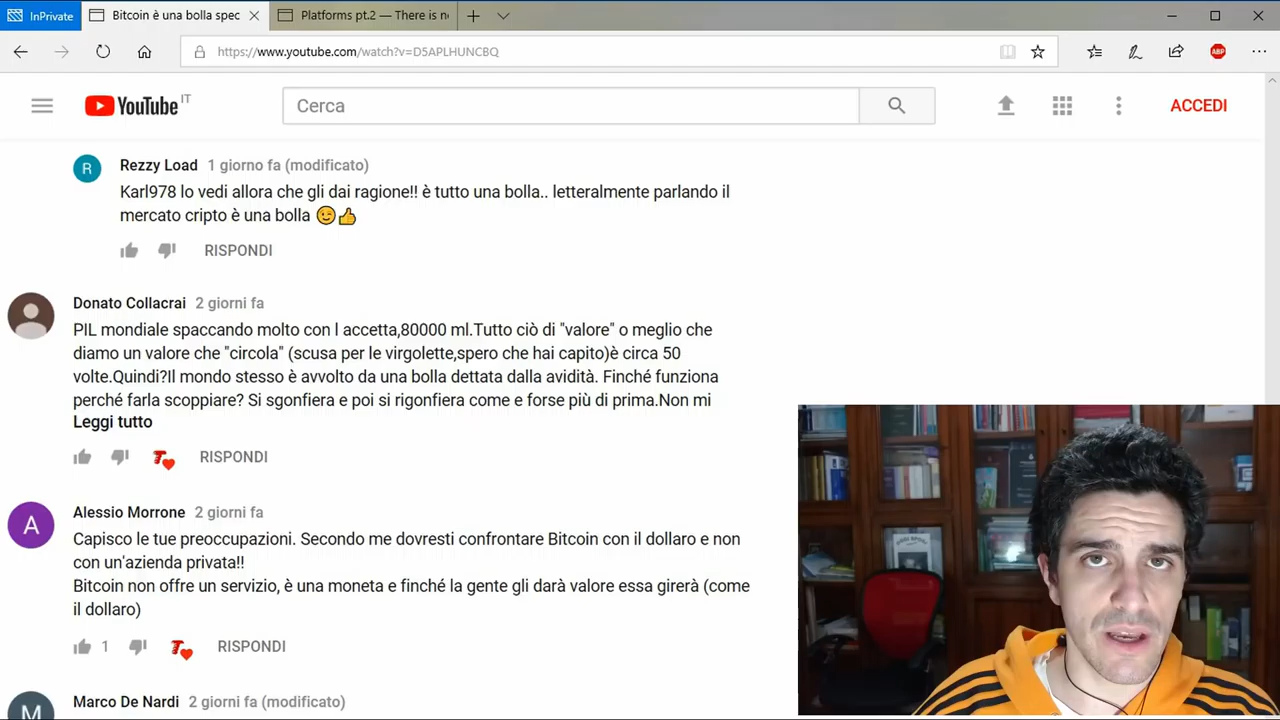 InPrivate
Bitcoin è una bolla spec
Platforms pt.2 — There is n
https://www.youtube.com/watch?v=D5APLHUNCBQ
ABP
YouTube IT
Cerca
ACCEDI
R
Rezzy Load 1 giorno fa (modificato)
Karl978 lo vedi allora che gli dai ragione!! è tutto una bolla.. letteralmente parlando il
mercato cripto è una bolla 😉👍
RISPONDI
Donato Collacrai 2 giorni fa
PIL mondiale spaccando molto con l accetta,80000 ml.Tutto ciò di "valore" o meglio che
diamo un valore che "circola" (scusa per le virgolette,spero che hai capito)è circa 50
volte.Quindi?Il mondo stesso è avvolto da una bolla dettata dalla avidità. Finché funziona
perché farla scoppiare? Si sgonfiera e poi si rigonfiera come e forse più di prima.Non mi
Leggi tutto
RISPONDI
A
Alessio Morrone 2 giorni fa
Capisco le tue preoccupazioni. Secondo me dovresti confrontare Bitcoin con il dollaro e non
con un'azienda privata!!
Bitcoin non offre un servizio, è una moneta e finché la gente gli darà valore essa girerà (come
il dollaro)
1
RISPONDI
M
Marco De Nardi 2 giorni fa (modificato)